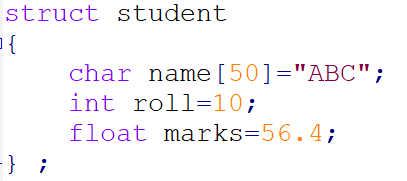 struct student
{
    char name[50]="ABC";
    int roll=10;
    float marks=56.4;
} ;